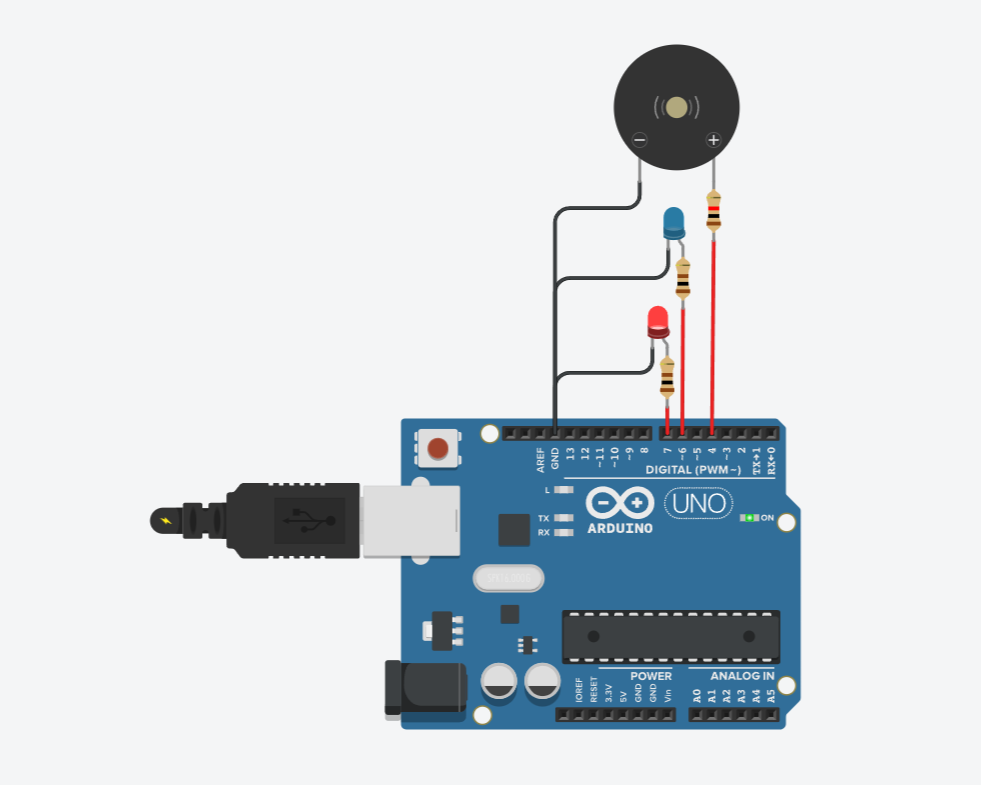 − +
AREF
GND
13
12
~11
~10
~9
8
7
~6
~5
4
~3
2
TX→1
RX←0
DIGITAL (PWM~)
L
TX
RX
UNO
ARDUINO
ON
POWER
ANALOG IN
IOREF
RESET
3.3V
5V
GND
GND
Vin
A0
A1
A2
A3
A4
A5